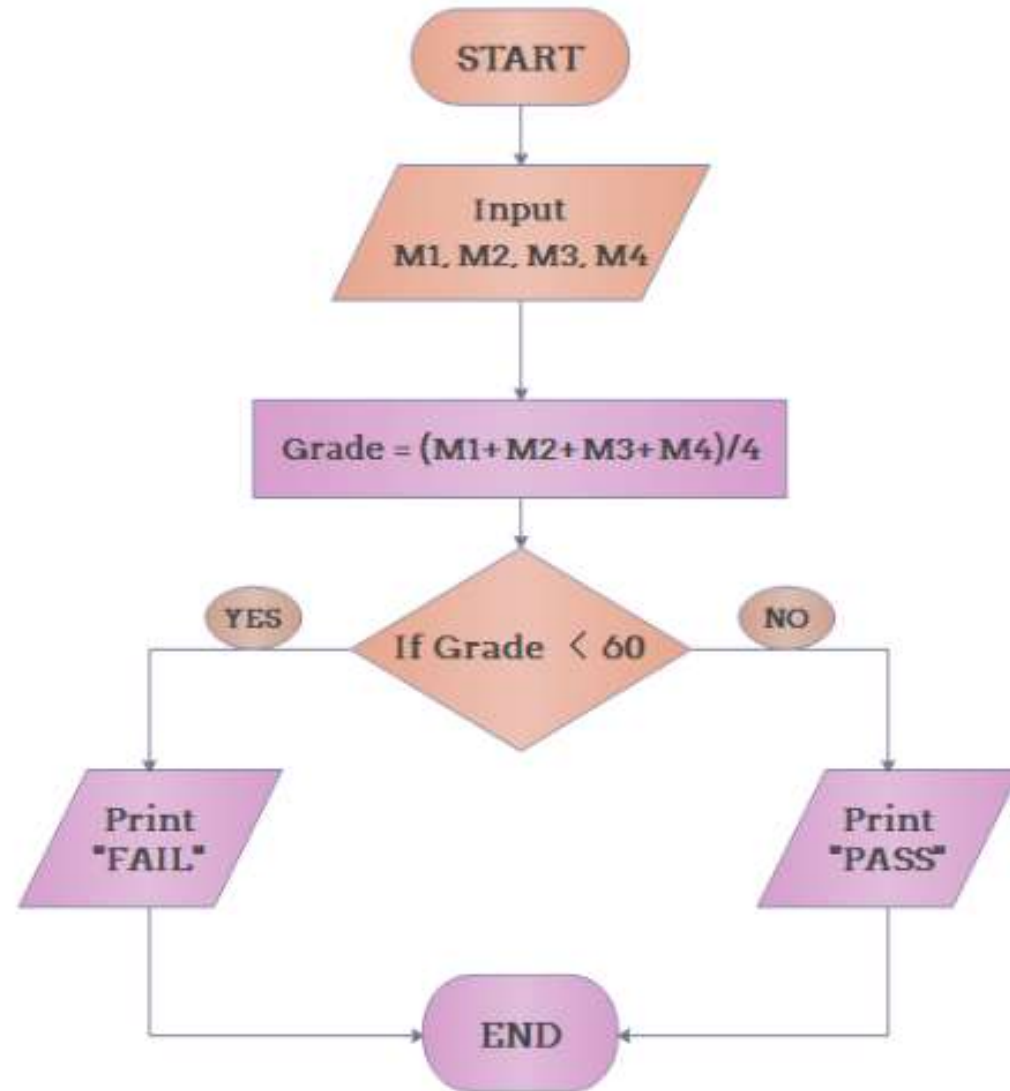 START
Input
M1, M2, M3, M4
Grade = (M1+M2+M3+M4)/4
YES
NO
If Grade < 60
Print
"FAIL"
Print
"PASS"
END